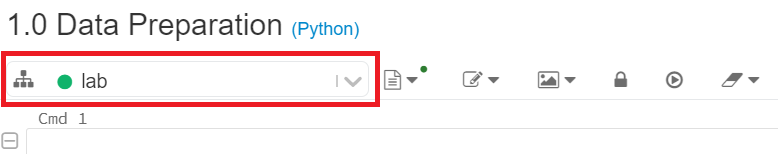 1.0 Data Preparation (Python)
lab
Cmd 1